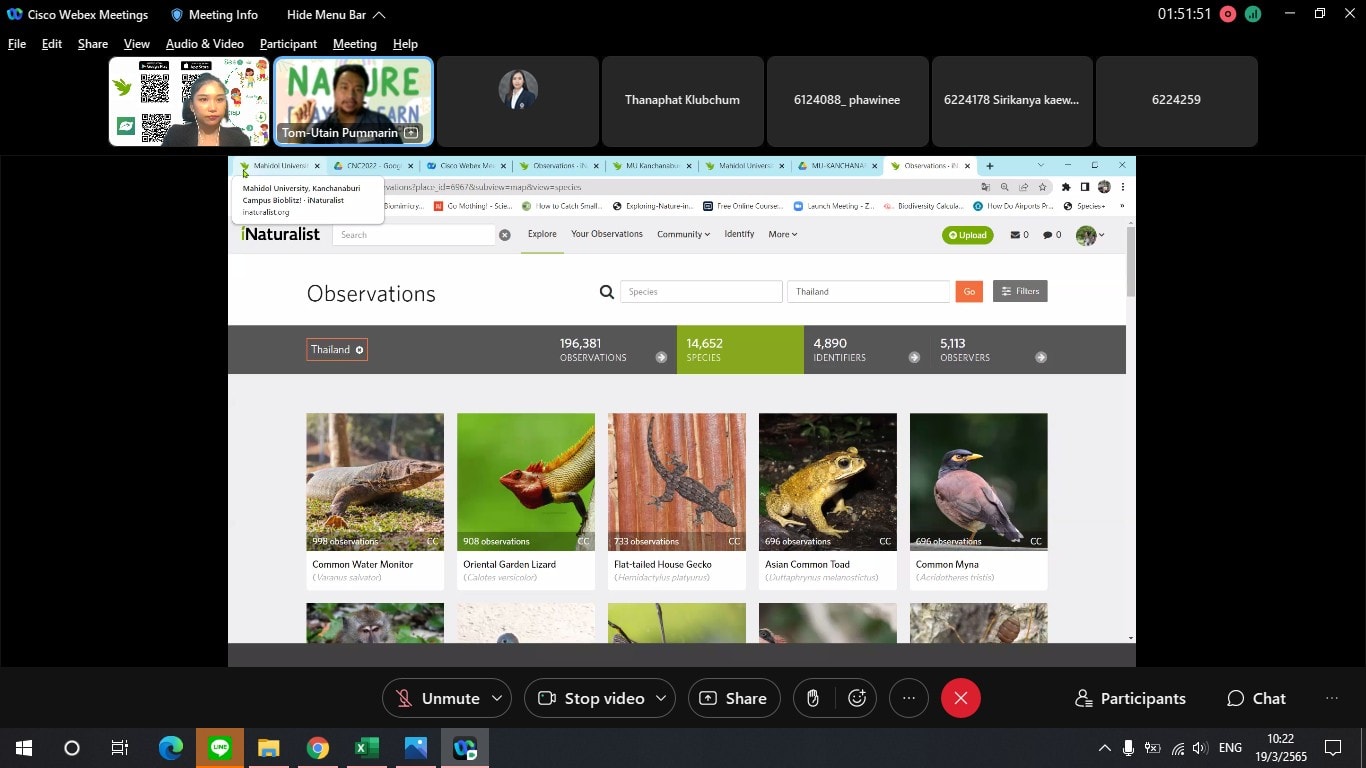 Cisco Webex Meetings
Meeting Info
Hide Menu Bar
01:51:51
File Edit Share View Audio & Video Participant Meeting Help
NATURE
Tom-Utain Pummarin
Thanaphat Klubchum
6124088_ phawinee
6224178 Sirikanya kaew...
6224259
Mahidol Universi
CNC2022 - Goog
Cisco Webex Me
Observations · iN
MU Kanchanabu
Mahidol Universi
MU-KANCHANA
Observations · iN
Mahidol University, Kanchanaburi
Campus Bioblitz! · iNaturalist
inaturalist.org
vations?place_id=6967&subview=map&view=species
Biomimicry...
Go Mothing! - Scie...
How to Catch Small...
Exploring-Nature-in...
Free Online Course...
Launch Meeting - Z...
Biodiversity Calcula...
How Do Airports Pr...
Species+
iNaturalist
Search
Explore
Your Observations
Community
Identify
More
Upload
0
0
Observations
Species
Thailand
Go
Filters
Thailand
196,381
OBSERVATIONS
14,652
SPECIES
4,890
IDENTIFIERS
5,113
OBSERVERS
998 observations CC
908 observations CC
733 observations CC
696 observations CC
696 observations CC
Common Water Monitor
(Varanus salvator)
Oriental Garden Lizard
(Calotes versicolor)
Flat-tailed House Gecko
(Hemidactylus platyurus)
Asian Common Toad
(Duttaphrynus melanostictus)
Common Myna
(Acridotheres tristis)
Unmute
Stop video
Share
Participants
Chat
LINE
ENG
10:22
19/3/2565